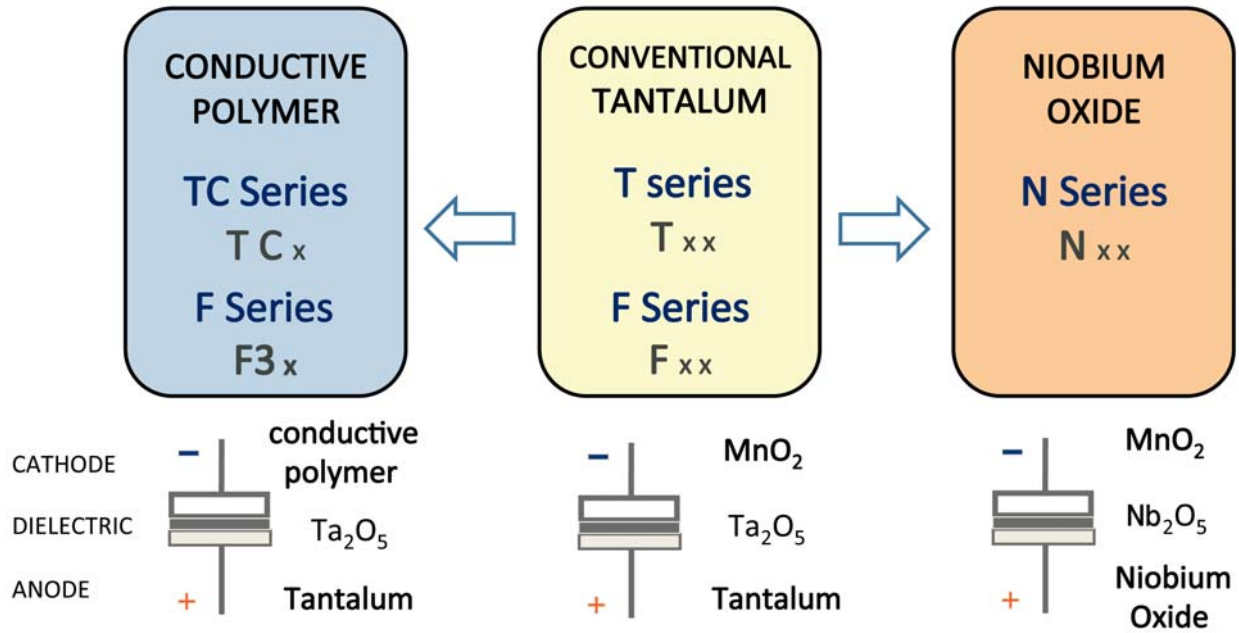 CONDUCTIVE
POLYMER
TC Series
T C x
F Series
F3 x
CONVENTIONAL
TANTALUM
T series
T x x
F Series
F x x
NIOBIUM
OXIDE
N Series
N x x
CATHODE
DIELECTRIC
ANODE
–
conductive
polymer
Ta₂O₅
+
Tantalum
–
MnO₂
Ta₂O₅
+
Tantalum
–
MnO₂
Nb₂O₅
+
Niobium
Oxide